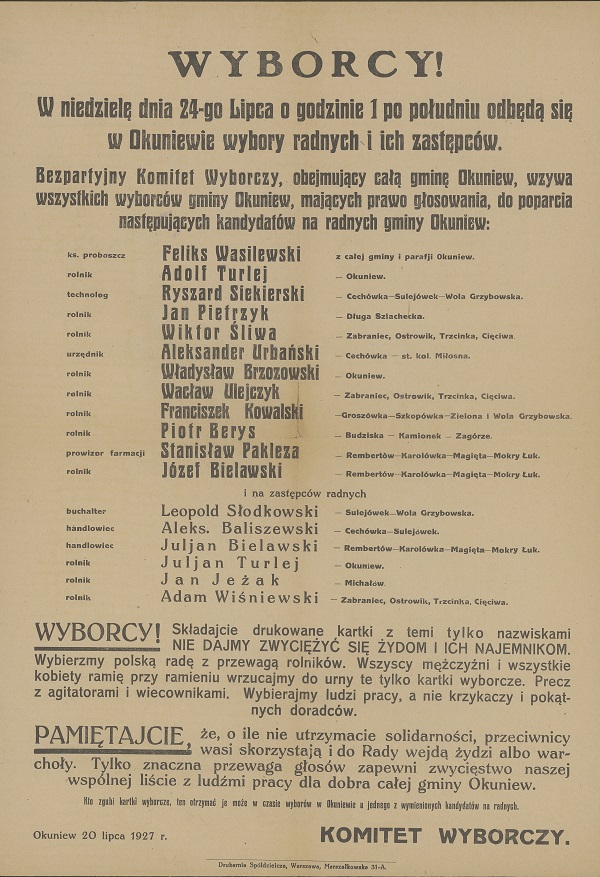 WYBORCY!
W niedzielę dnia 24-go Lipca o godzinie 1 po południu odbędą się
w Okuniewie wybory radnych i ich zastępców.
Bezpartyjny Komitet Wyborczy, obejmujący całą gminę Okuniew, wzywa
wszystkich wyborców gminy Okuniew, mających prawo głosowania, do poparcia
następujących kandydatów na radnych gminy Okuniew:
ks. proboszcz Feliks Wasilewski z całej gminy i parafji Okuniew.
rolnik Adolf Turlej — Okuniew.
technolog Ryszard Siekierski — Cechówka—Sulejówek—Wola Grzybowska.
rolnik Jan Pietrzyk — Długa Szlachecka.
rolnik Wiktor Śliwa — Zabraniec, Ostrowik, Trzcinka, Cięciwa.
urzędnik Aleksander Urbański — Cechówka — st. kol. Miłosna.
rolnik Władysław Brzozowski — Okuniew.
rolnik Wacław Ulejczyk — Zabraniec, Ostrowik, Trzcinka, Cięciwa.
rolnik Franciszek Kowalski —Groszówka—Szkopówka—Zielona i Wola Grzybowska.
rolnik Piotr Berys — Budziska — Kamionek — Zagórze.
prowizor farmacji Stanisław Pakleza — Rembertów—Karolówka—Magięta—Mokry Ług.
rolnik Józef Bielawski — Rembertów—Karolówka—Magięta—Mokry Ług.
i na zastępców radnych
buchalter Leopold Słodkowski — Sulejówek—Wola Grzybowska.
handlowiec Aleks. Baliszewski — Cechówka—Sulejówek.
handlowiec Juljan Bielawski — Rembertów—Karolówka—Magięta—Mokry Ług.
rolnik Juljan Turlej — Okuniew.
rolnik Jan Jeżak — Michałów.
rolnik Adam Wiśniewski — Zabraniec, Ostrowik, Trzcinka, Cięciwa.
WYBORCY! Składajcie drukowane kartki z temi tylko nazwiskami
NIE DAJMY ZWYCIĘŻYĆ SIĘ ŻYDOM I ICH NAJEMNIKOM.
Wybierzmy polską radę z przewagą rolników. Wszyscy mężczyźni i wszystkie
kobiety ramię przy ramieniu wrzucajmy do urny te tylko kartki wyborcze. Precz
z agitatorami i wiecownikami. Wybierajmy ludzi pracy, a nie krzykaczy i pokąt-
nych doradców.
PAMIĘTAJCIE, że, o ile nie utrzymacie solidarności, przeciwnicy
wasi skorzystają i do Rady wejdą żydzi albo war-
choły. Tylko znaczna przewaga głosów zapewni zwycięstwo naszej
wspólnej liście z ludźmi pracy dla dobra całej gminy Okuniew.
Kto zgubi kartki wyborcze, ten otrzymać je może w czasie wyborów w Okuniewie u jednego z wymienionych kandydatów na radnych.
Okuniew 20 lipca 1927 r. KOMITET WYBORCZY.
Drukarnia Spółdzielcza, Warszawa, Marszałkowska 31-A.